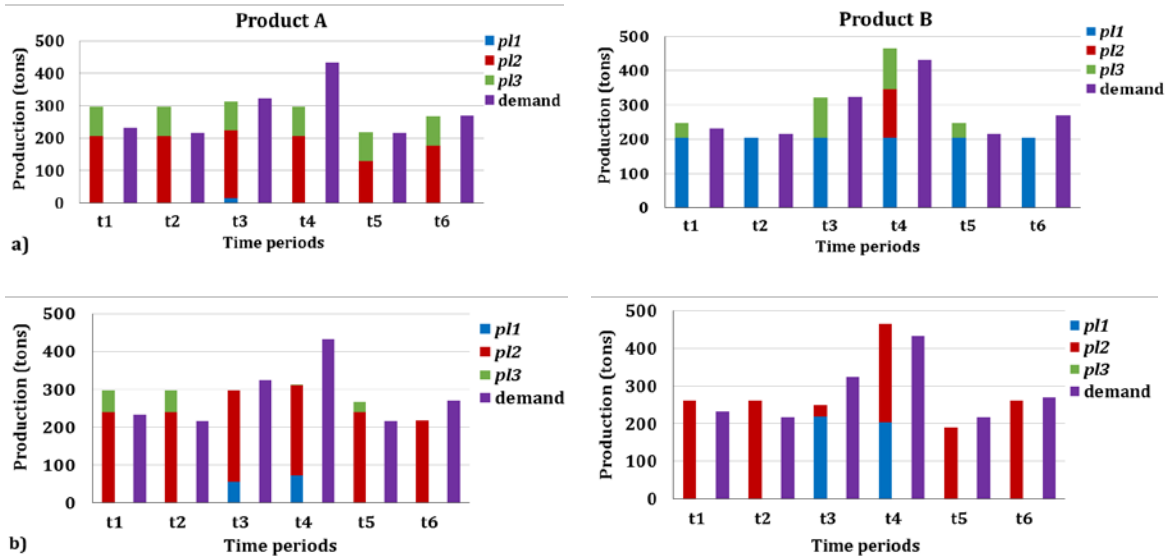 Product A
Production (tons)
500
400
300
200
100
0
t1 t2 t3 t4 t5 t6
Time periods
pl1
pl2
pl3
demand
a)
Product B
Production (tons)
500
400
300
200
100
0
t1 t2 t3 t4 t5 t6
Time periods
pl1
pl2
pl3
demand
Production (tons)
500
400
300
200
100
0
t1 t2 t3 t4 t5 t6
Time periods
pl1
pl2
pl3
demand
b)
Production (tons)
500
400
300
200
100
0
t1 t2 t3 t4 t5 t6
Time periods
pl1
pl2
pl3
demand